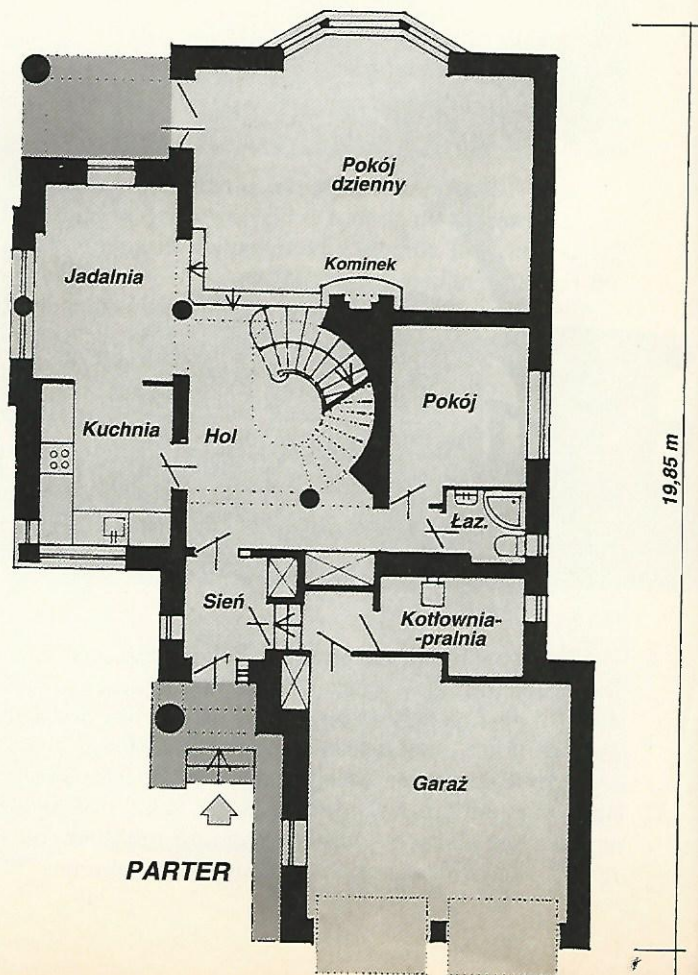 Pokój
dzienny
Kominek
Jadalnia
Kuchnia
Hol
Pokój
Łaz.
Sień
Kotłownia-
-pralnia
Garaż
PARTER
19,85 m